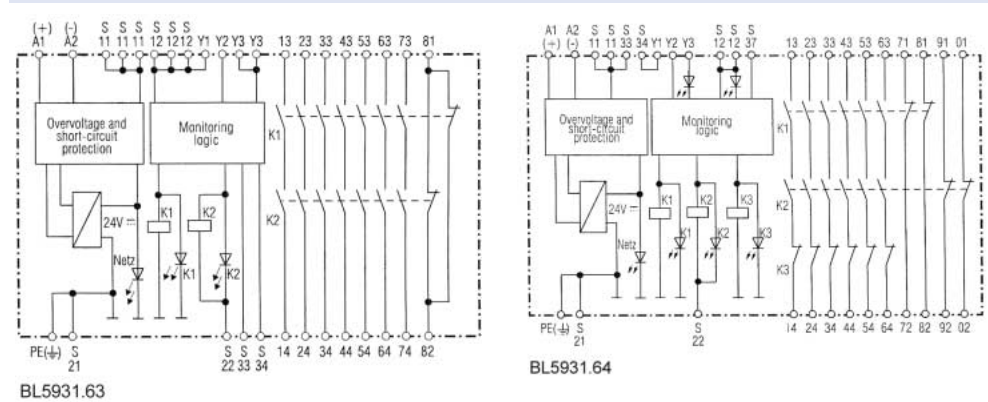 (+) (-) S S S S S S
A1 A2 11 11 11 12 12 12 Y1 Y2 Y3 Y3 13 23 33 43 53 63 73 81
Overvoltage and
short-circuit
protection
Monitoring
logic
K1
24V
K1 K2
K2
Netz
K1 K2
PE( ) S S S S
21 22 33 34 14 24 34 44 54 64 74 82
BL5931.63
A1 A2 S S S S S S S
(+) (-) 11 11 33 34 Y1 Y2 Y3 12 12 37 13 23 33 43 53 63 71 81 91 01
Overvoltage and
short-circuit
protection
Monitoring
logic
K1
K1 K2 K3
K2
24V
Netz
K1 K2 K3
K3
PE( ) S S
21 22 14 24 34 44 54 64 72 82 92 02
BL5931.64